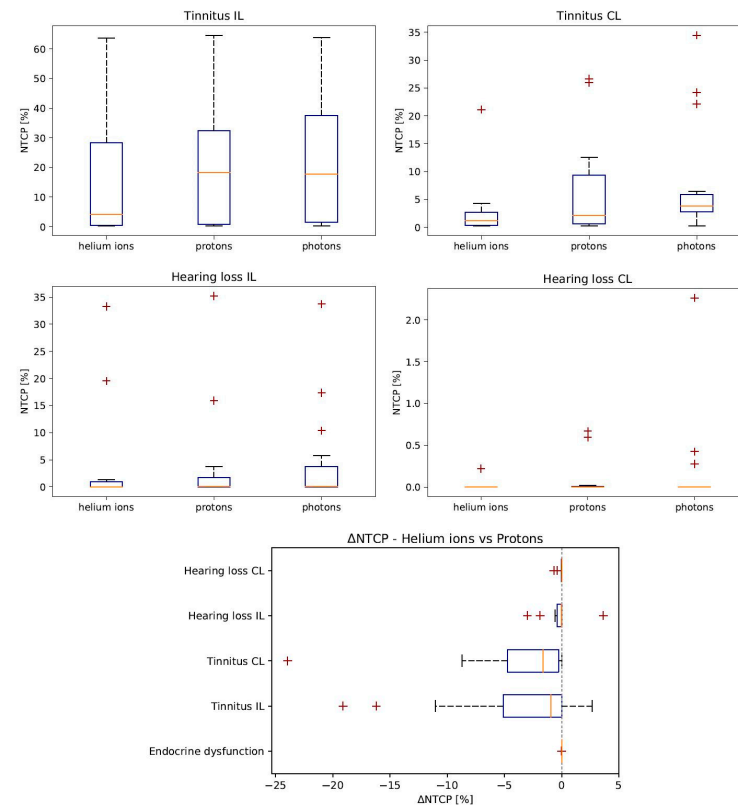 Tinnitus IL
NTCP [%]
60
50
40
30
20
10
0
helium ions protons photons
Tinnitus CL
NTCP [%]
35
30
25
20
15
10
5
0
helium ions protons photons
Hearing loss IL
NTCP [%]
35
30
25
20
15
10
5
0
helium ions protons photons
Hearing loss CL
NTCP [%]
2.0
1.5
1.0
0.5
0.0
helium ions protons photons
ΔNTCP - Helium ions vs Protons
Hearing loss CL
Hearing loss IL
Tinnitus CL
Tinnitus IL
Endocrine dysfunction
−25 −20 −15 −10 −5 0 5
ΔNTCP [%]